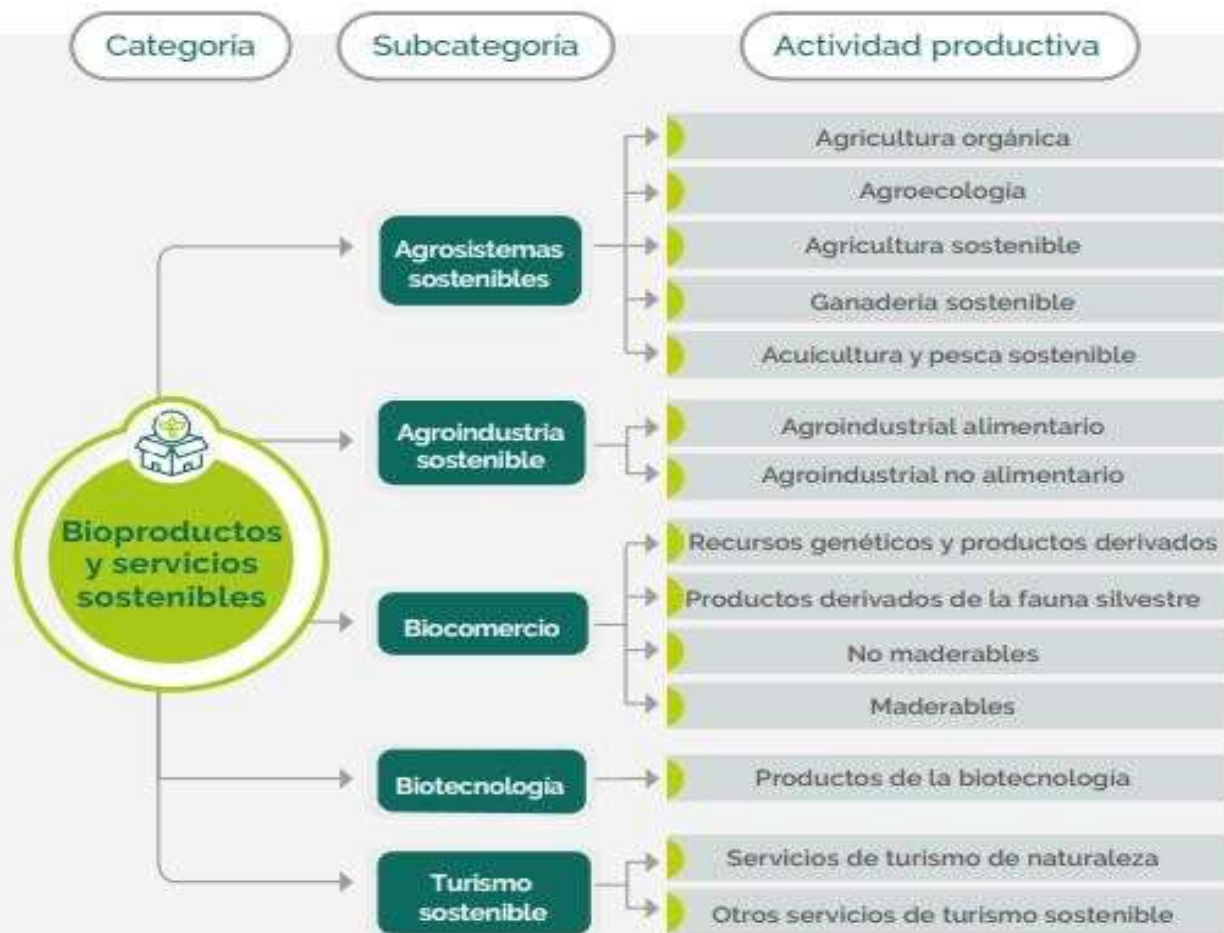 Categoría
Subcategoría
Actividad productiva
Bioproductos
y servicios
sostenibles
Agrosistemas
sostenibles
Agricultura orgánica
Agroecología
Agricultura sostenible
Ganadería sostenible
Acuicultura y pesca sostenible
Agroindustria
sostenible
Agroindustrial alimentario
Agroindustrial no alimentario
Biocomercio
Recursos genéticos y productos derivados
Productos derivados de la fauna silvestre
No maderables
Maderables
Biotecnología
Productos de la biotecnología
Turismo
sostenible
Servicios de turismo de naturaleza
Otros servicios de turismo sostenible